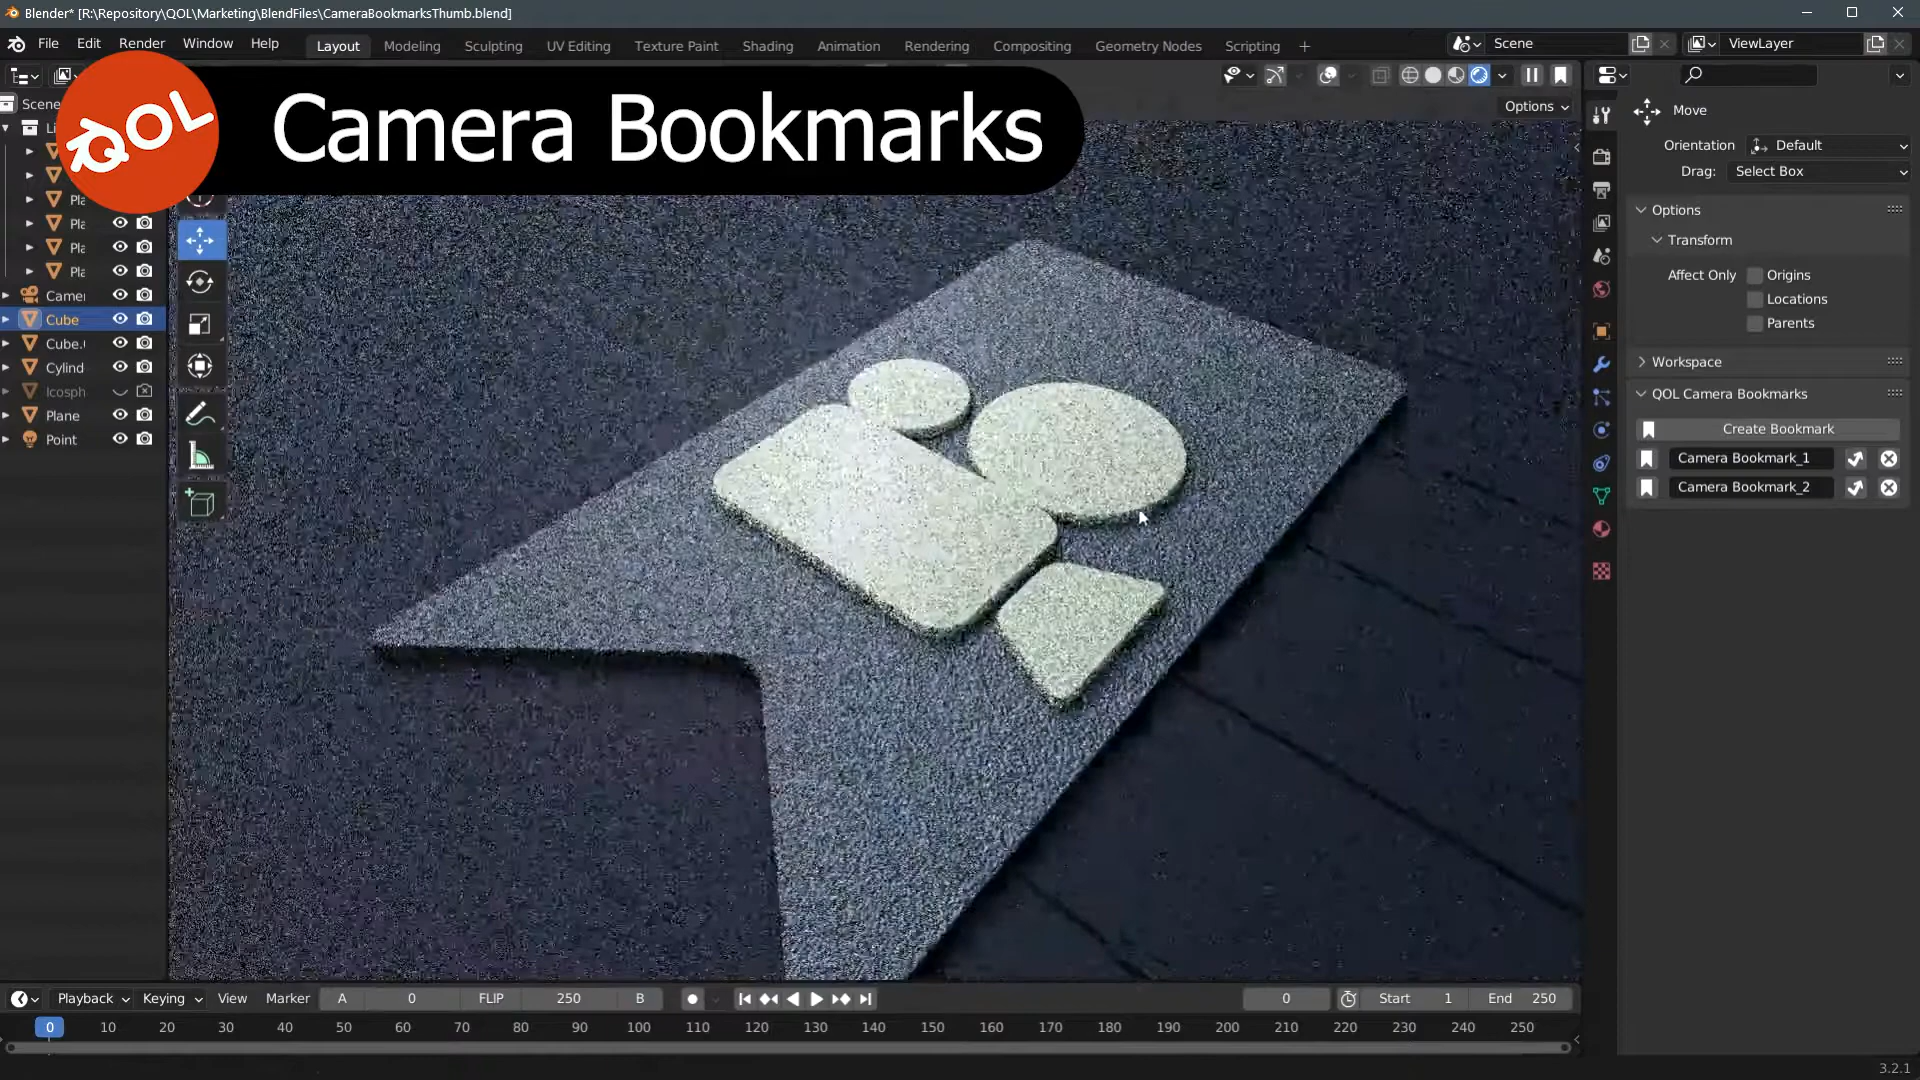 Blender* [R:\Repository\QOL\Marketing\BlendFiles\CameraBookmarksThumb.blend]
File Edit Render Window Help Layout Modeling Sculpting UV Editing Texture Paint Shading Animation Rendering Compositing Geometry Nodes Scripting + Scene ViewLayer
Options
QOL Camera Bookmarks
Scene
Li
Pla
Pla
Pla
Pla
Camer
Cube
Cube.
Cylind
Icosph
Plane
Point
Move
Orientation Default
Drag: Select Box
Options
Transform
Affect Only Origins
Locations
Parents
Workspace
QOL Camera Bookmarks
Create Bookmark
Camera Bookmark_1
Camera Bookmark_2
Playback Keying View Marker A 0 FLIP 250 B 0 Start 1 End 250
0 10 20 30 40 50 60 70 80 90 100 110 120 130 140 150 160 170 180 190 200 210 220 230 240 250
3.2.1